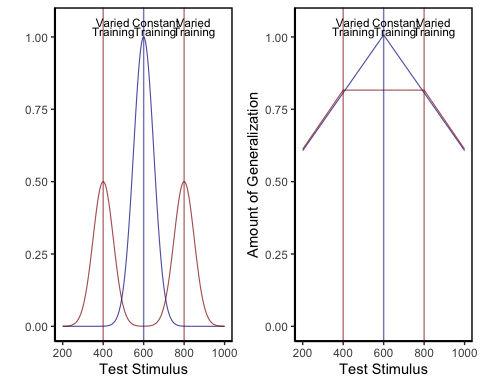 Varied Constant Varied
Training Training Training
1.00
0.75
0.50
0.25
0.00
200 400 600 800 1000
Test Stimulus
Amount of Generalization
Varied Constant Varied
Training Training Training
1.00
0.75
0.50
0.25
0.00
200 400 600 800 1000
Test Stimulus